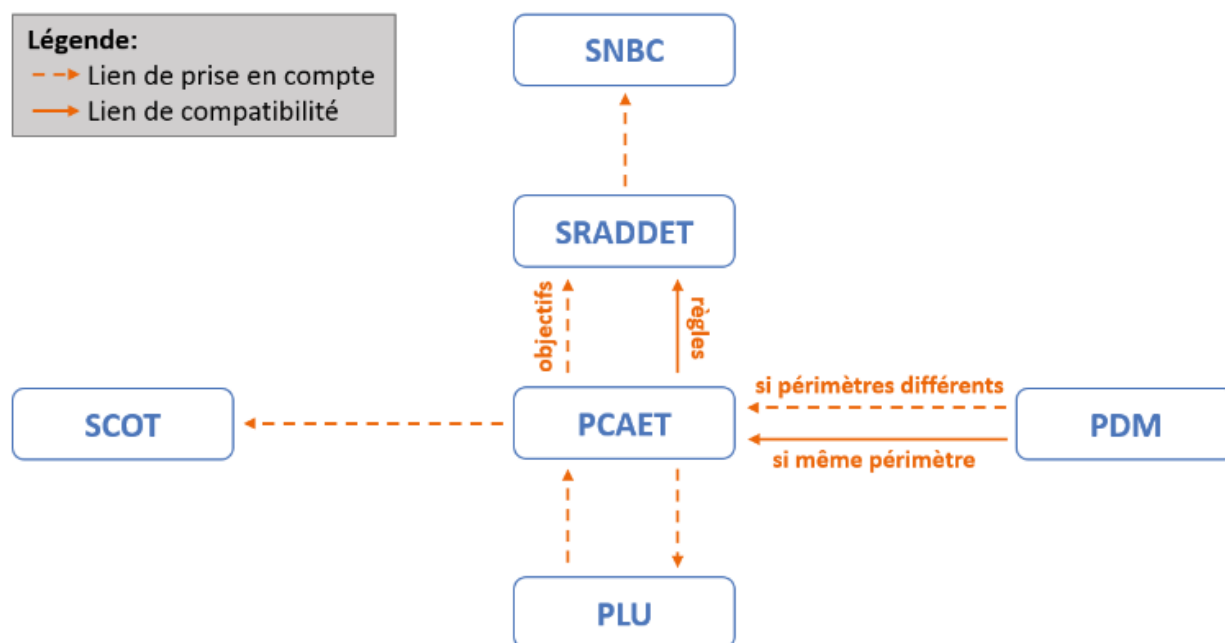 Légende:
Lien de prise en compte
Lien de compatibilité
SNBC
SRADDET
objectifs
règles
si périmètres différents
SCOT
PCAET
PDM
si même périmètre
PLU